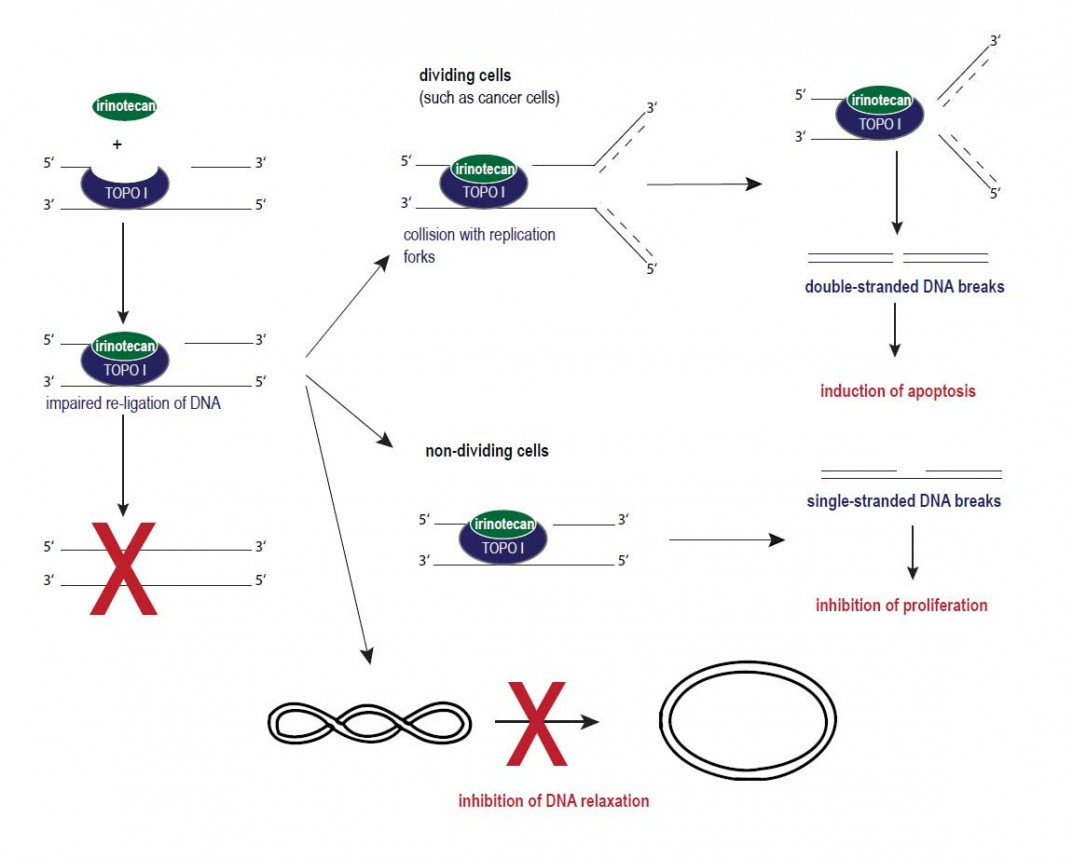 irinotecan
+
5‘ 3‘
TOPO I
3‘ 5‘
5‘ irinotecan 3‘
TOPO I
3‘ 5‘
impaired re-ligation of DNA
5‘ X 3‘
3‘ 5‘
dividing cells
(such as cancer cells)
3‘
5‘ irinotecan
TOPO I
3‘
collision with replication
forks
5‘
3‘
5‘ irinotecan
TOPO I
3‘
5‘
double-stranded DNA breaks
induction of apoptosis
non-dividing cells
5‘ irinotecan 3‘
TOPO I
3‘ 5‘
single-stranded DNA breaks
inhibition of proliferation
X
inhibition of DNA relaxation